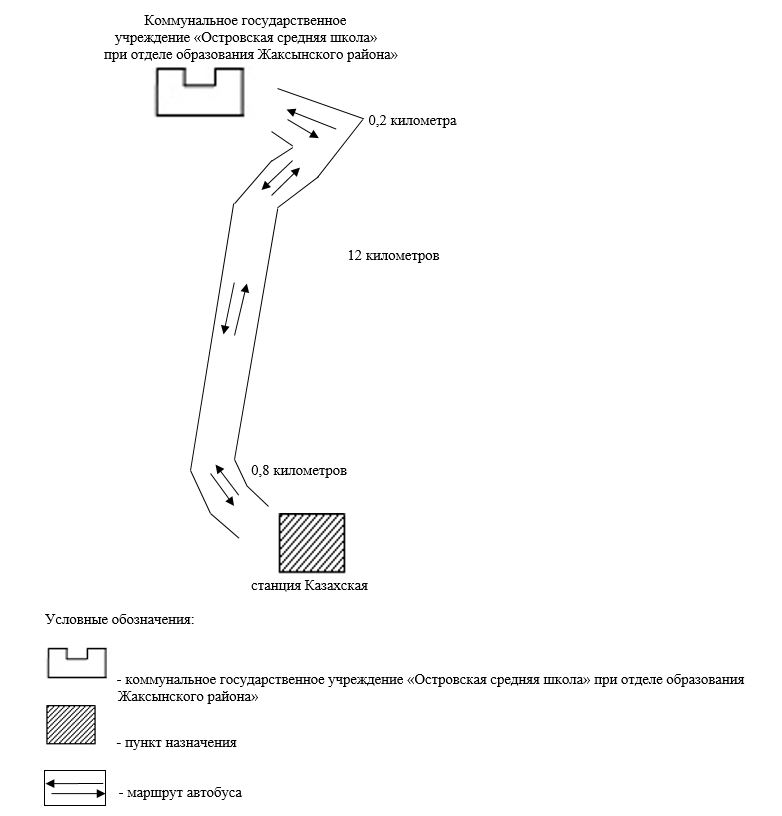 Коммунальное государственное
учреждение «Островская средняя школа»
при отделе образования Жаксынского района»
0,2 километра
12 километров
0,8 километров
станция Казахская
Условные обозначения:
- коммунальное государственное учреждение «Островская средняя школа» при отделе образования
Жаксынского района»
- пункт назначения
- маршрут автобуса